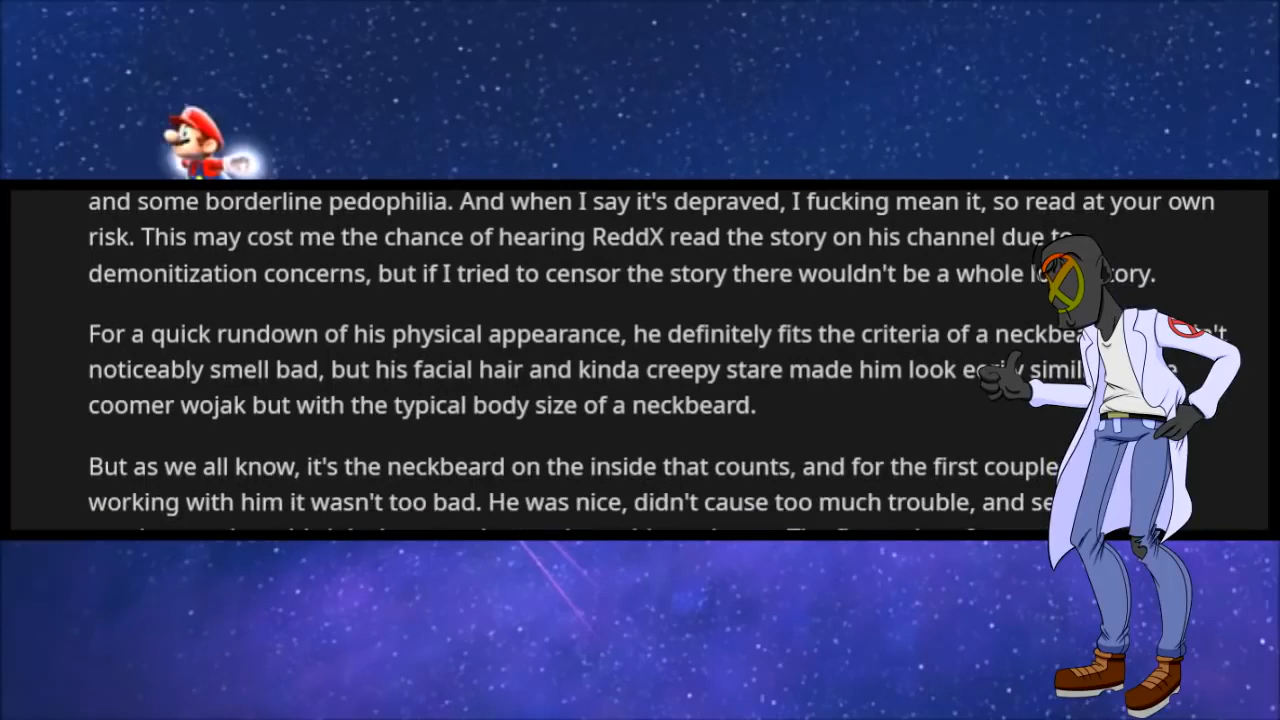 and some borderline pedophilia. And when I say it's depraved, I fucking mean it, so read at your own
risk. This may cost me the chance of hearing ReddX read the story on his channel due to
demonitization concerns, but if I tried to censor the story there wouldn't be a whole
For a quick rundown of his physical appearance, he definitely fits the criteria of a
noticeably smell bad, but his facial hair and kinda creepy stare made him look
coomer wojak but with the typical body size of a neckbeard.
But as we all know, it's the neckbeard on the inside that counts, and for the first couple
working with him it wasn't too bad. He was nice, didn't cause too much trouble, and